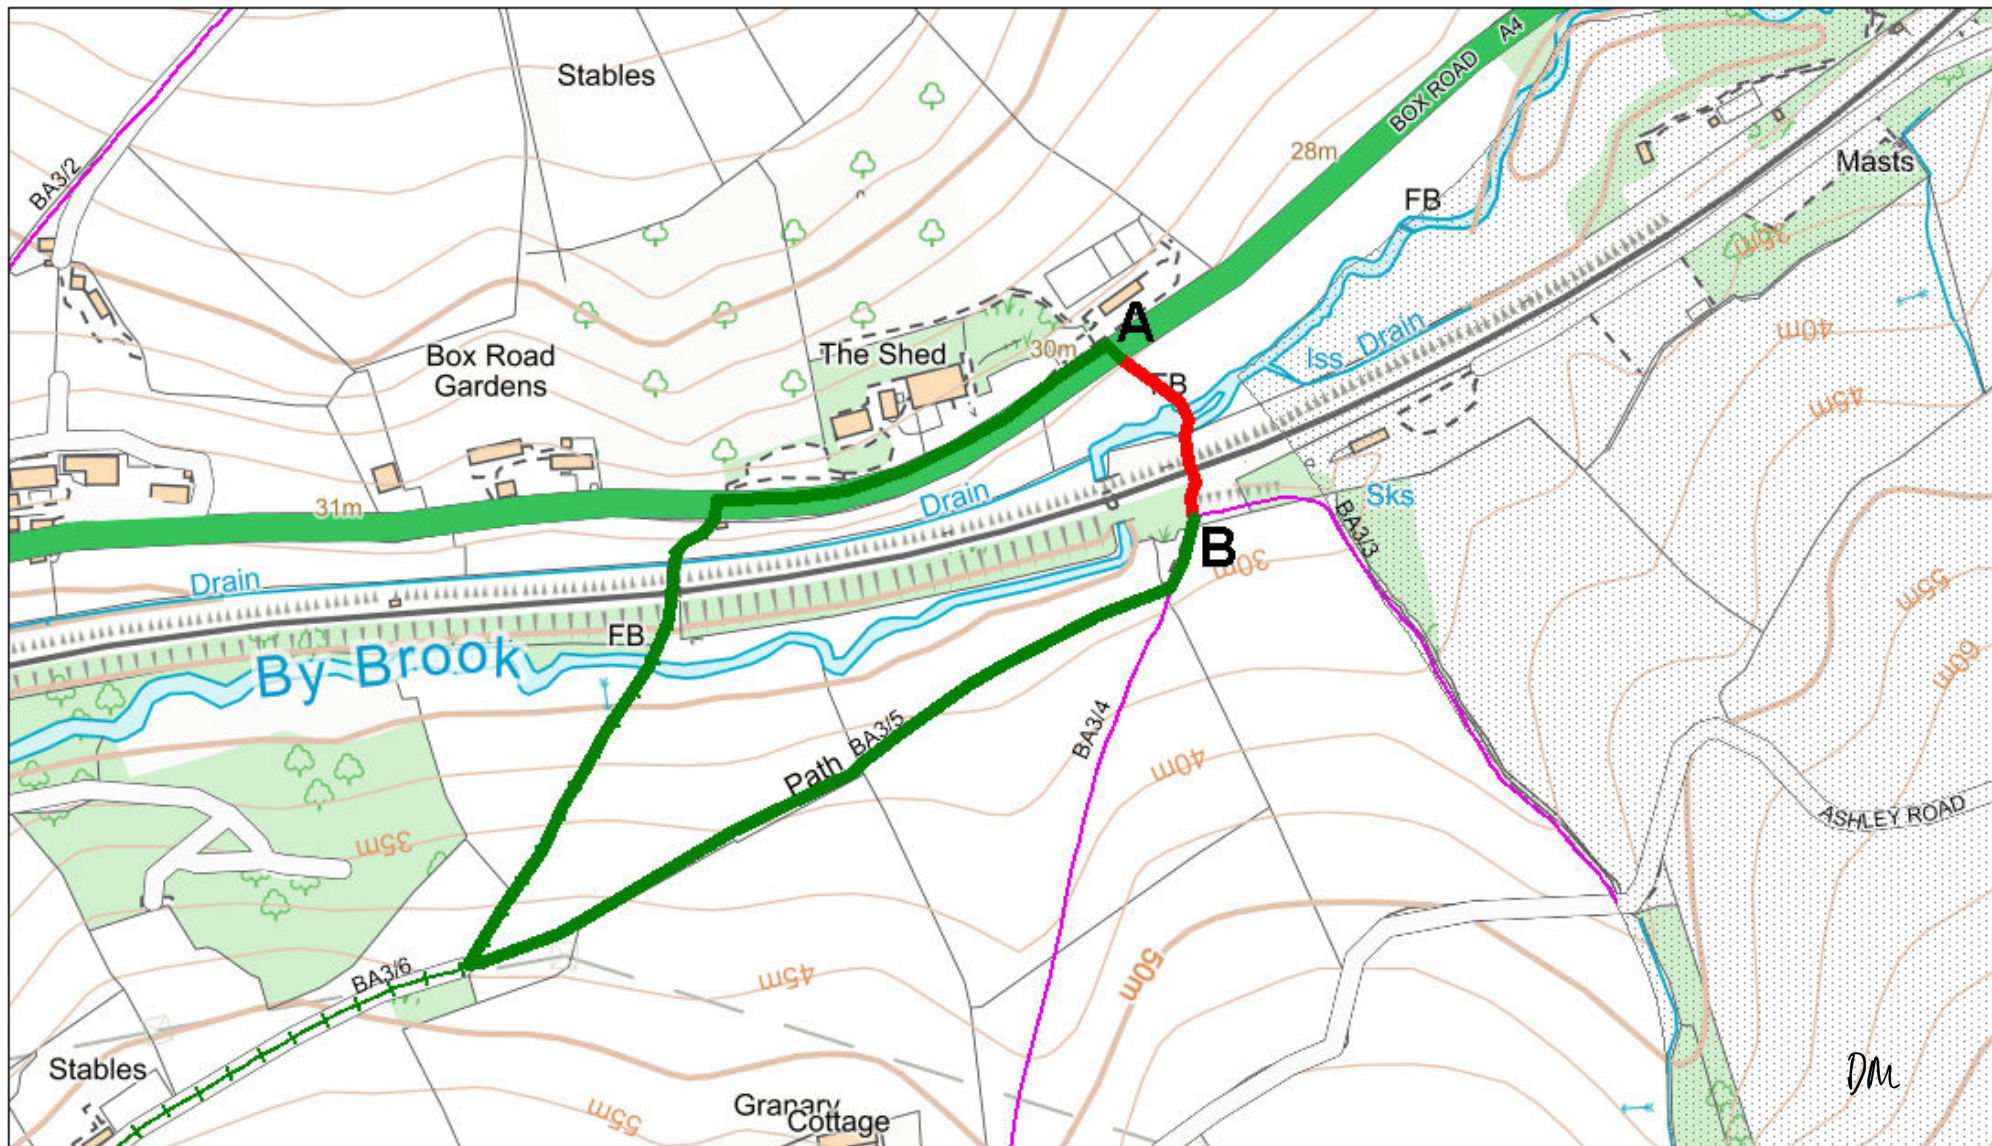 Stables
BOX ROAD A4
BA3/2
28m
Masts
FB
35m
A
Box Road
Gardens
The Shed
30m
FB
Iss
Drain
40m
45m
31m
Drain
Sks
BA3/3
B
30m
Drain
FB
By Brook
55m
60m
BA3/4
BA3/5
Path
40m
ASHLEY ROAD
35m
BA3/6
45m
50m
Stables
DM
55m
Granary
Cottage